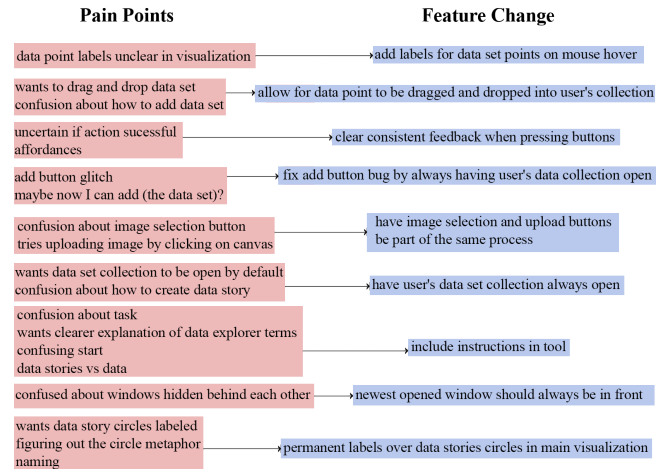 Pain Points
Feature Change
data point labels unclear in visualization
add labels for data set points on mouse hover
wants to drag and drop data set
confusion about how to add data set
allow for data point to be dragged and dropped into user's collection
uncertain if action sucessful
affordances
clear consistent feedback when pressing buttons
add button glitch
maybe now I can add (the data set)?
fix add button bug by always having user's data collection open
confusion about image selection button
tries uploading image by clicking on canvas
have image selection and upload buttons
be part of the same process
wants data set collection to be open by default
confusion about how to create data story
have user's data set collection always open
confusion about task
wants clearer explanation of data explorer terms
confusing start
data stories vs data
include instructions in tool
confused about windows hidden behind each other
newest opened window should always be in front
wants data story circles labeled
figuring out the circle metaphor
naming
permanent labels over data stories circles in main visualization